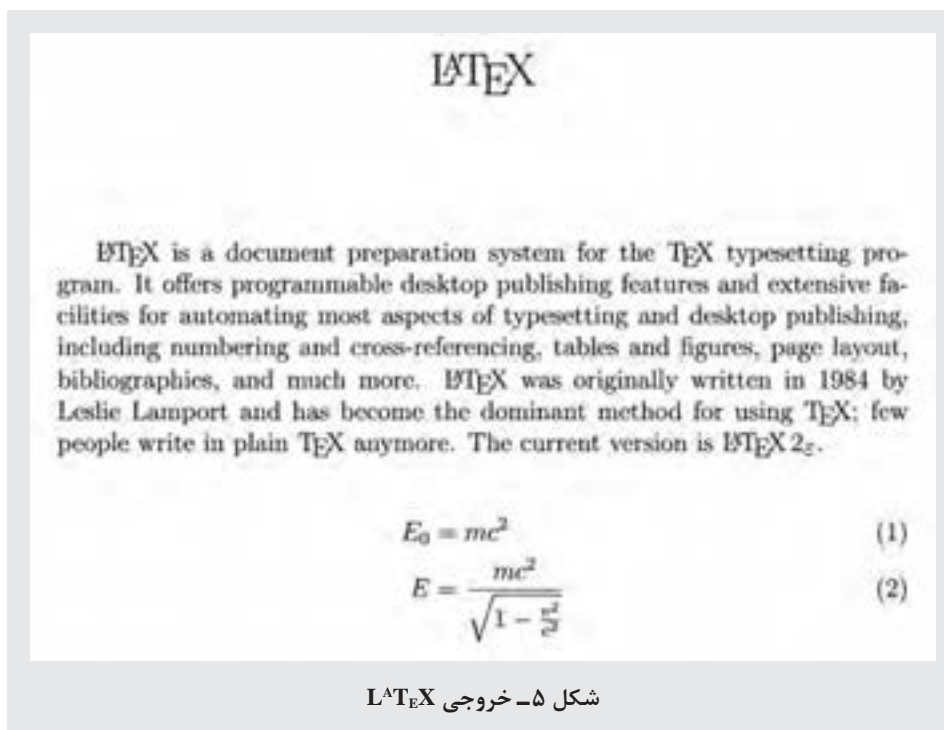 LATEX
LATEX is a document preparation system for the TEX typesetting pro-
gram. It offers programmable desktop publishing features and extensive fa-
cilities for automating most aspects of typesetting and desktop publishing,
including numbering and cross-referencing, tables and figures, page layout,
bibliographies, and much more. LATEX was originally written in 1984 by
Leslie Lamport and has become the dominant method for using TEX; few
people write in plain TEX anymore. The current version is LATEX 2ε.
E₀ = mc² (1)
E = mc² / √(1 − ) (2)
شکل ۵ــ خروجی LATEX